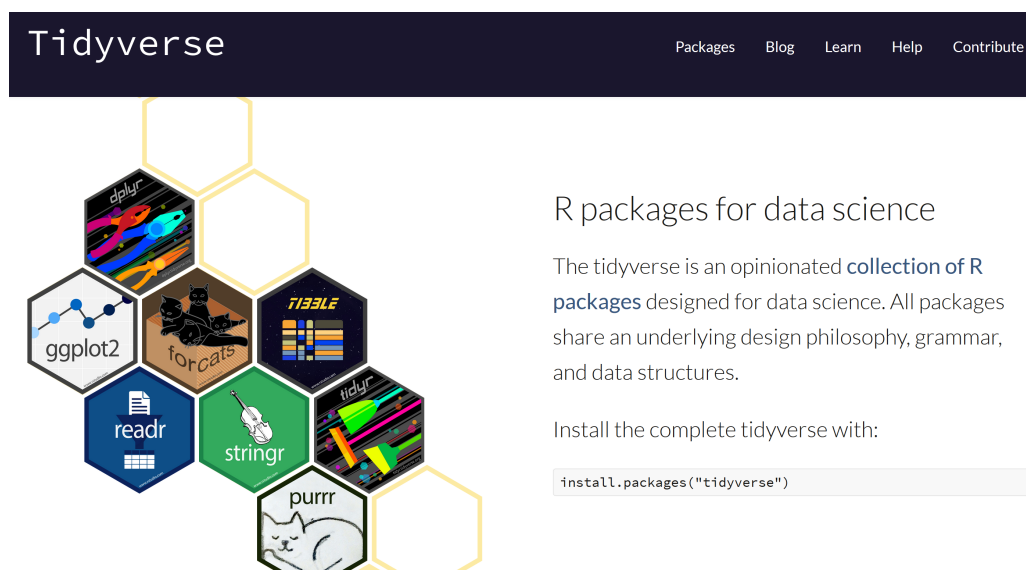 Tidyverse
Packages Blog Learn Help Contribute
dplyr
ggplot2
forcats
TIBBLE
readr
stringr
tidyr
purrr
R packages for data science
The tidyverse is an opinionated collection of R
packages designed for data science. All packages
share an underlying design philosophy, grammar,
and data structures.
Install the complete tidyverse with:
install.packages("tidyverse")